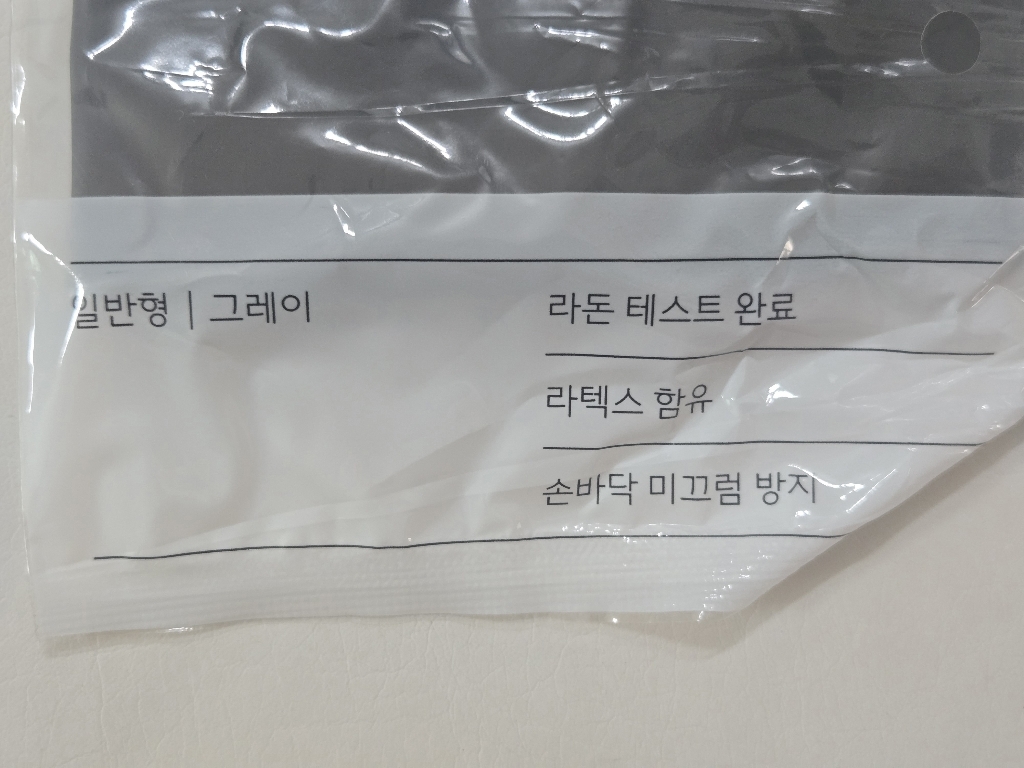 일반형 | 그레이
라돈 테스트 완료
라텍스 함유
손바닥 미끄럼 방지